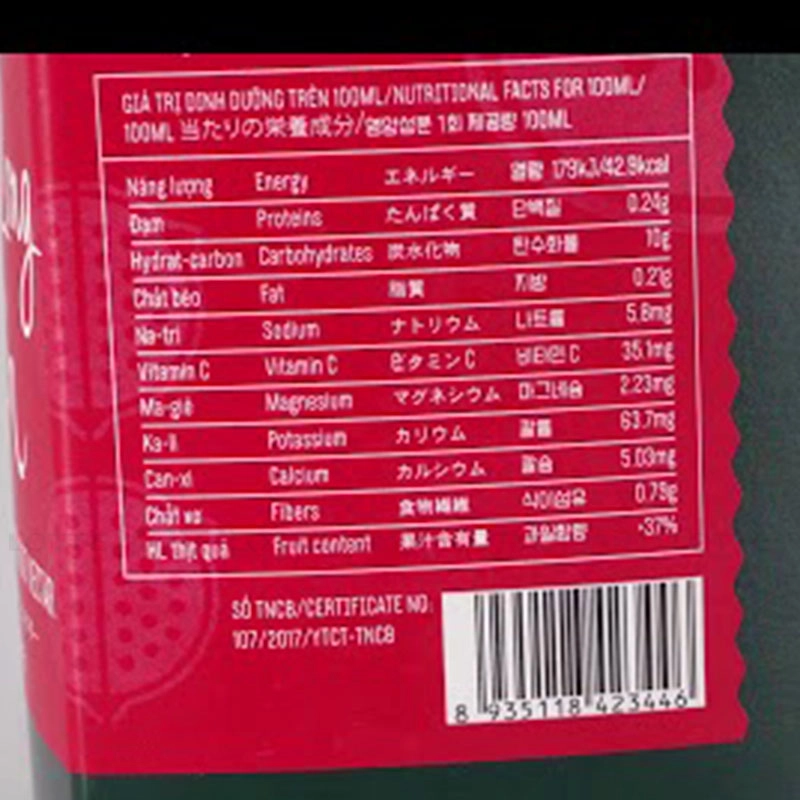 GIÁ TRỊ DINH DƯỠNG TRÊN 100ML/NUTRITIONAL FACTS FOR 100ML/
100ML 当たりの栄養成分/영양성분 1회 제공량 100ML
Năng lượng Energy エネルギー 열량 179kJ/42.9kcal
Đạm Proteins たんぱく質 단백질 0.24g
Hydrat-carbon Carbohydrates 炭水化物 탄수화물 10g
Chất béo Fat 脂質 지방 0.21g
Na-tri Sodium ナトリウム 나트륨 5.8mg
Vitamin C Vitamin C ビタミンC 비타민 C 35.1mg
Ma-giê Magnesium マグネシウム 마그네슘 2.23mg
Ka-li Potassium カリウム 칼륨 63.7mg
Can-xi Calcium カルシウム 칼슘 5.03mg
Chất xơ Fibers 食物繊維 식이섬유 0.79g
HL thịt quả Fruit content 果汁含有量 과일함량 -37%
SỐ TNCB/CERTIFICATE NO:
107/2017/YTCT-TNCB
8 935118 423446